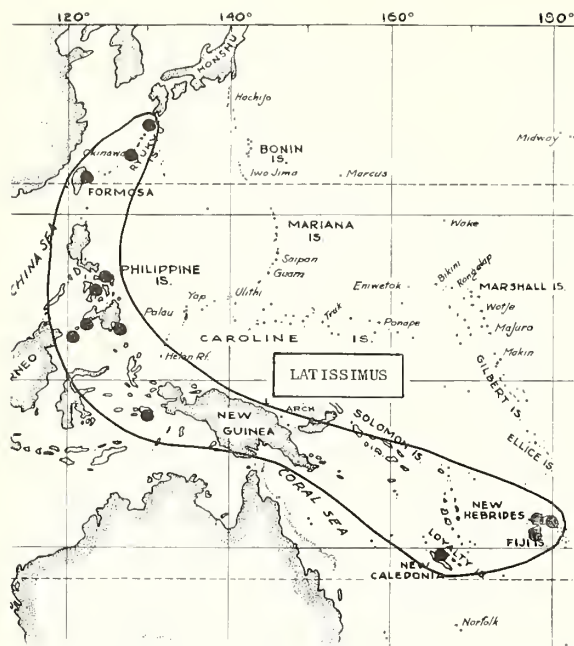 120° 140° 160° 180°
HONSHU
Hachijo
Midway
Okinawa
RYUKYU IS.
BONIN IS.
Iwo Jima
Marcus
FORMOSA
CHINA SEA
MARIANA IS.
Wake
Saipan
Guam
PHILIPPINE IS.
Bikini
Rongelap
Eniwetok
MARSHALL IS.
Yap
Ulithi
Wotje
Palau
Truk
Ponape
Majuro
CAROLINE IS.
Makin
Helen Rf.
RNEO
LATISSIMUS
GILBERT IS.
ARCH
NEW GUINEA
SOLOMON IS
ELLICE IS.
CORAL SEA
NEW HEBRIDES
FIJI IS
LOYALTY IS
NEW CALEDONIA
Norfolk